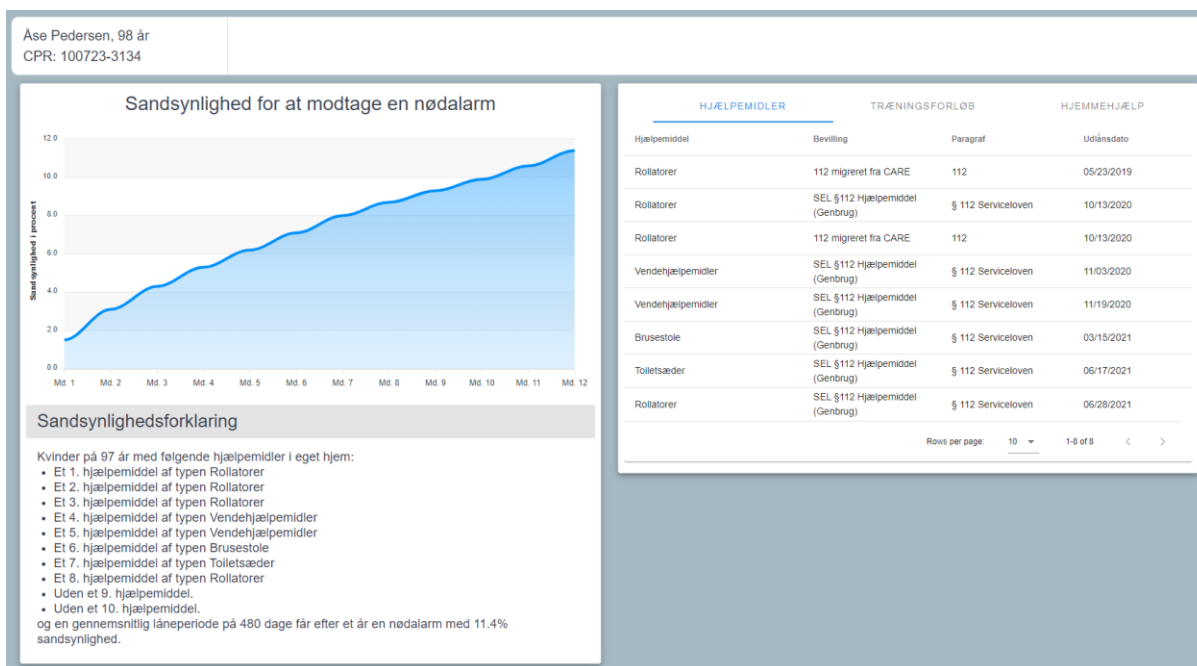 Åse Pedersen, 98 år
CPR: 100723-3134
Sandsynlighed for at modtage en nødalarm
Sandsynlighed i procent
12.0
10.0
8.0
6.0
4.0
2.0
0.0
Md. 1 Md. 2 Md. 3 Md. 4 Md. 5 Md. 6 Md. 7 Md. 8 Md. 9 Md. 10 Md. 11 Md. 12
Sandsynlighedsforklaring
Kvinder på 97 år med følgende hjælpemidler i eget hjem:
• Et 1. hjælpemiddel af typen Rollatorer
• Et 2. hjælpemiddel af typen Rollatorer
• Et 3. hjælpemiddel af typen Rollatorer
• Et 4. hjælpemiddel af typen Vendehjælpemidler
• Et 5. hjælpemiddel af typen Vendehjælpemidler
• Et 6. hjælpemiddel af typen Brusestole
• Et 7. hjælpemiddel af typen Toiletsæder
• Et 8. hjælpemiddel af typen Rollatorer
• Uden et 9. hjælpemiddel.
• Uden et 10. hjælpemiddel.
og en gennemsnitlig låneperiode på 480 dage får efter et år en nødalarm med 11.4%
sandsynlighed.
HJÆLPEMIDLER TRÆNINGSFORLØB HJEMMEHJÆLP
Hjælpemiddel Bevilling Paragraf Udlånsdato
Rollatorer 112 migreret fra CARE 112 05/23/2019
Rollatorer SEL §112 Hjælpemiddel (Genbrug) § 112 Serviceloven 10/13/2020
Rollatorer 112 migreret fra CARE 112 10/13/2020
Vendehjælpemidler SEL §112 Hjælpemiddel (Genbrug) § 112 Serviceloven 11/03/2020
Vendehjælpemidler SEL §112 Hjælpemiddel (Genbrug) § 112 Serviceloven 11/19/2020
Brusestole SEL §112 Hjælpemiddel (Genbrug) § 112 Serviceloven 03/15/2021
Toiletsæder SEL §112 Hjælpemiddel (Genbrug) § 112 Serviceloven 06/17/2021
Rollatorer SEL §112 Hjælpemiddel (Genbrug) § 112 Serviceloven 06/28/2021
Rows per page: 10 1-8 of 8